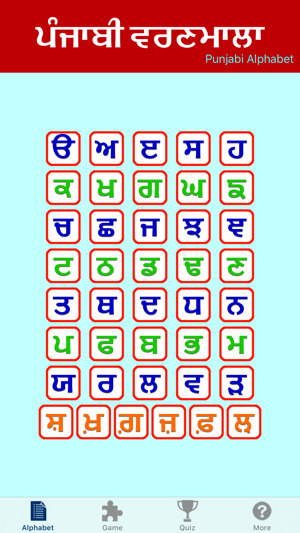 ਪੰਜਾਬੀ ਵਰਣਮਾਲਾ
Punjabi Alphabet
ੳ ਅ ੲ ਸ ਹ
ਕ ਖ ਗ ਘ ਙ
ਚ ਛ ਜ ਝ ਞ
ਟ ਠ ਡ ਢ ਣ
ਤ ਥ ਦ ਧ ਨ
ਪ ਫ ਬ ਭ ਮ
ਯ ਰ ਲ ਵ ੜ
ਸ਼ ਖ਼ ਗ਼ ਜ਼ ਫ਼ ਲ਼
Alphabet Game Quiz More